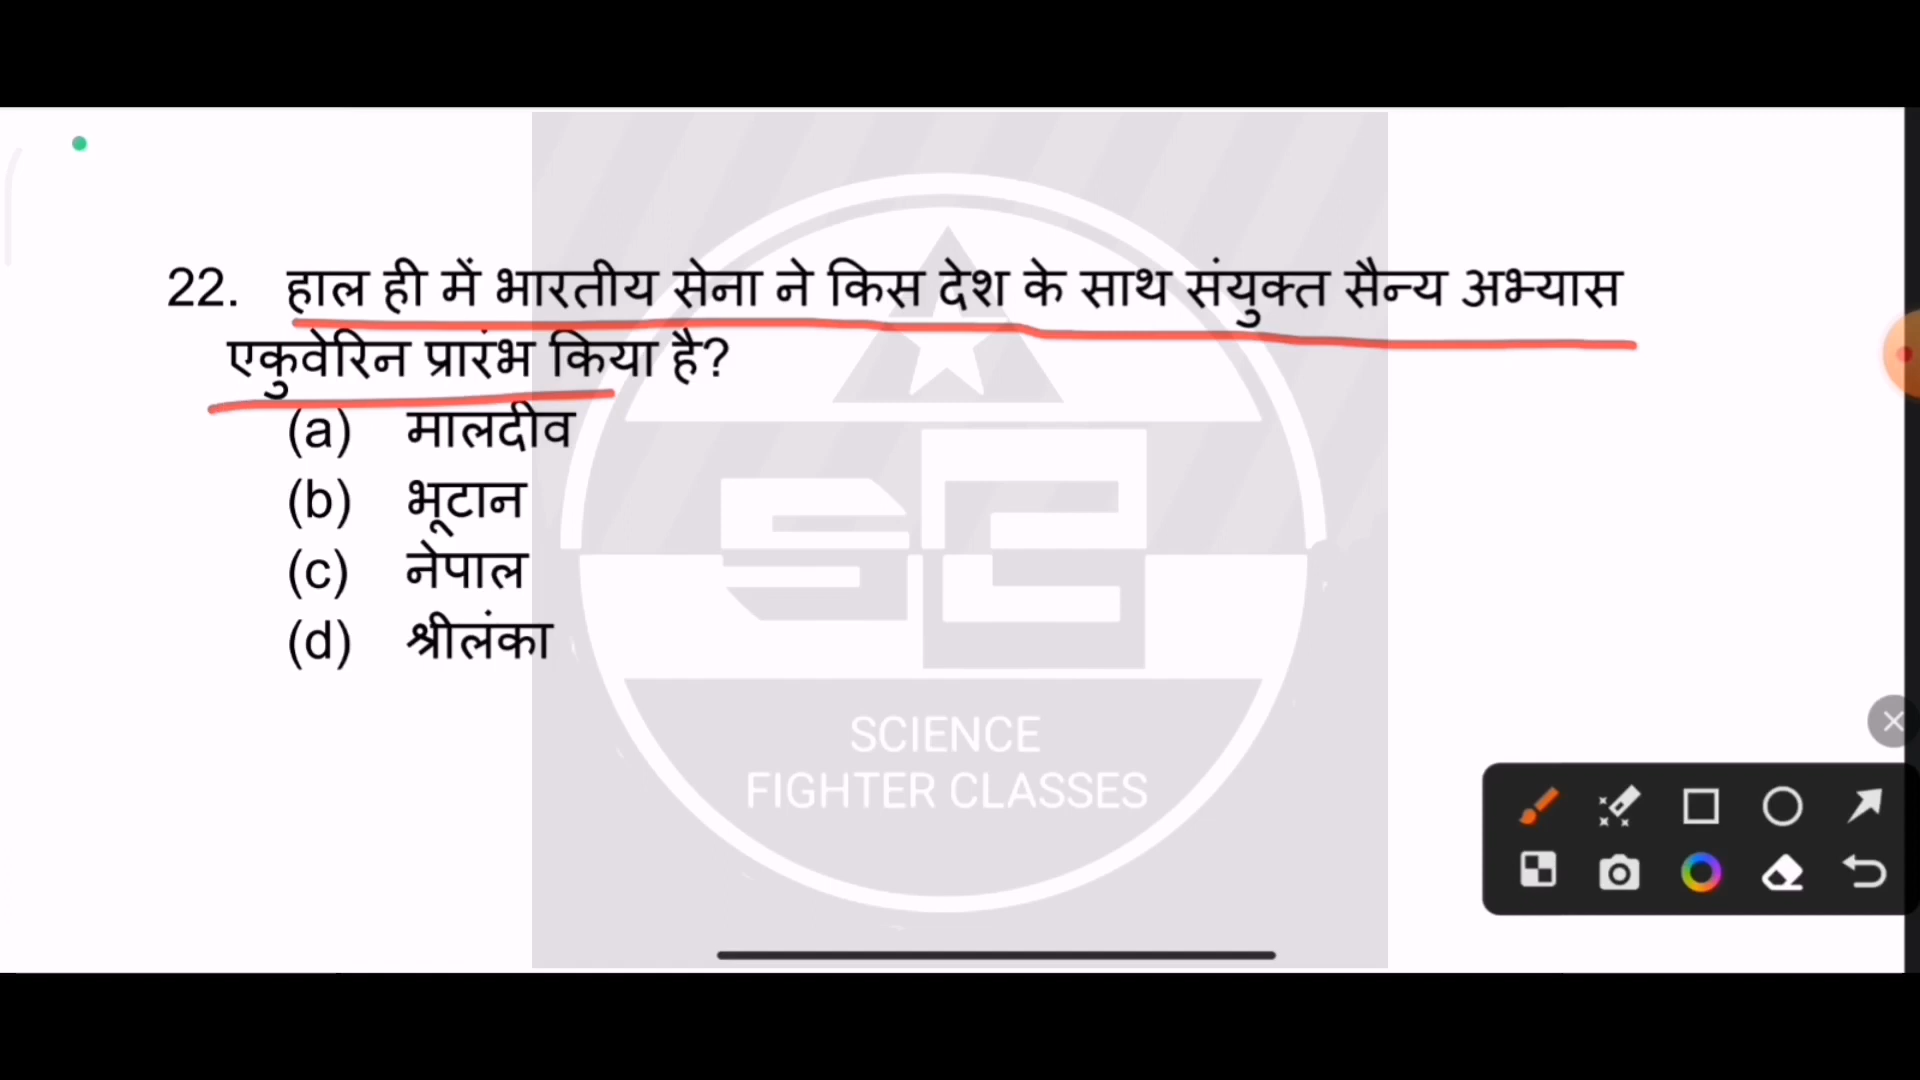 22. हाल ही में भारतीय सेना ने किस देश के साथ संयुक्त सैन्य अभ्यास
एकुवेरिन प्रारंभ किया है?
(a) मालदीव
(b) भूटान
(c) नेपाल
(d) श्रीलंका
SCIENCE
FIGHTER CLASSES